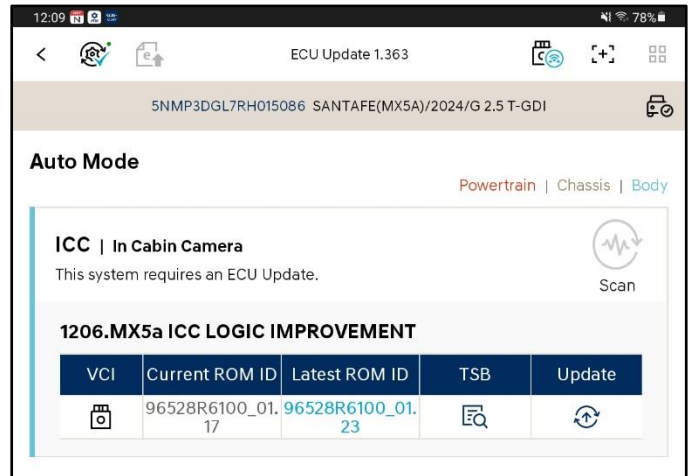 12:09 78%
ECU Update 1.363
5NMP3DGL7RH015086 SANTAFE(MX5A)/2024/G 2.5 T-GDI
Auto Mode
Powertrain | Chassis | Body
ICC | In Cabin Camera
This system requires an ECU Update.
Scan
1206.MX5a ICC LOGIC IMPROVEMENT
VCI Current ROM ID Latest ROM ID TSB Update
96528R6100_01. 96528R6100_01.
17 23